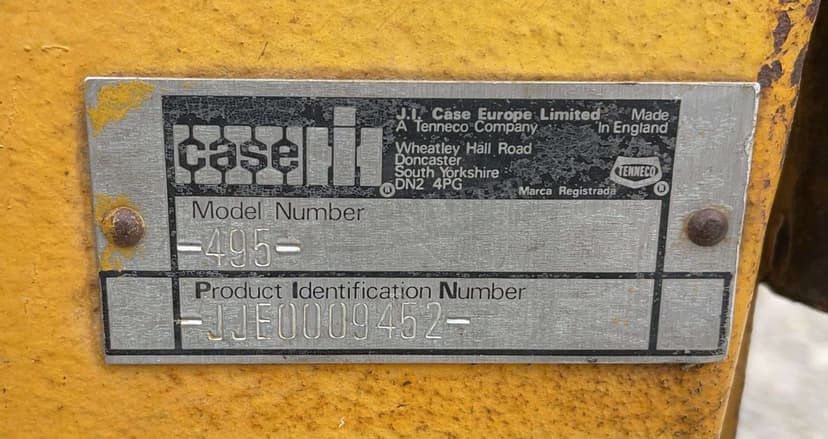 case IH
J.I. Case Europe Limited Made
A Tenneco Company in England
Wheatley Hall Road
Doncaster
South Yorkshire
DN2 4PG
Marca Registrada
TENNECO
Model Number
-495-
Product Identification Number
-JJE0009452-